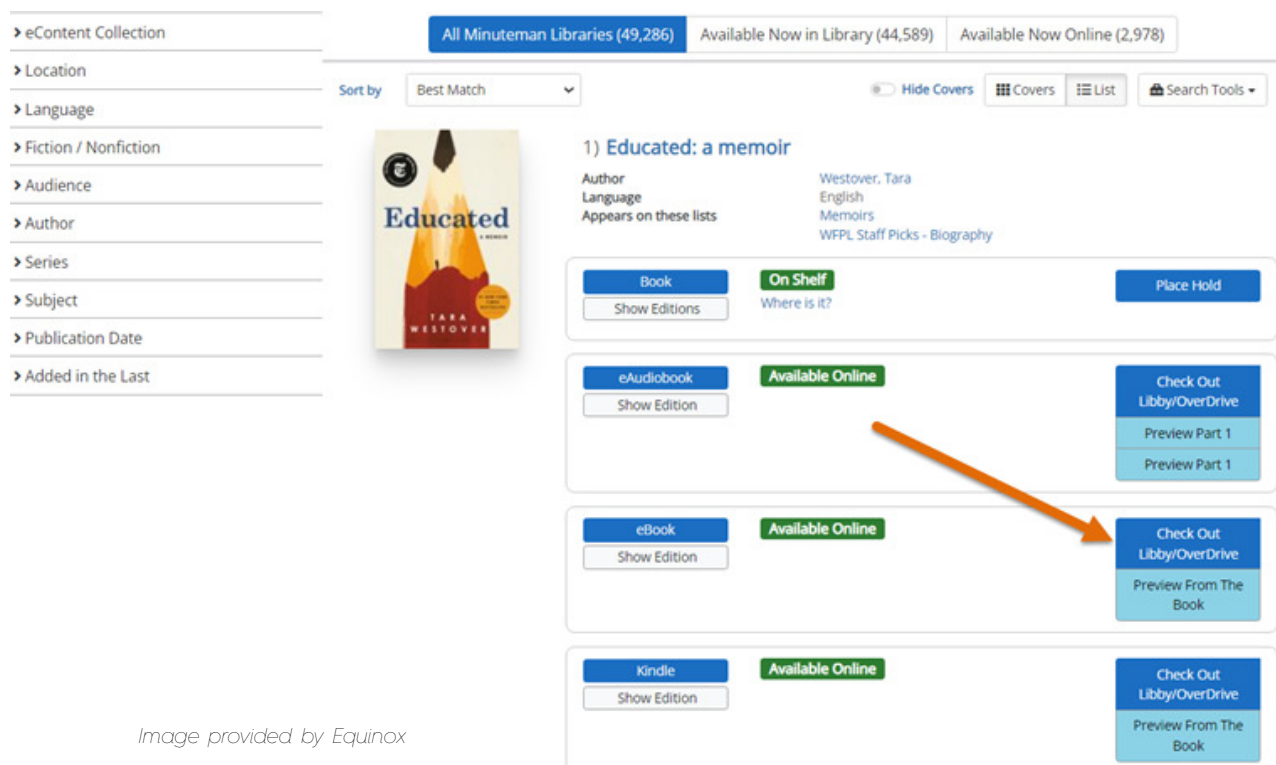 eContent Collection
Location
Language
Fiction / Nonfiction
Audience
Author
Series
Subject
Publication Date
Added in the Last
All Minuteman Libraries (49,286) Available Now in Library (44,589) Available Now Online (2,978)
Sort by Best Match Hide Covers Covers List Search Tools
Educated
A MEMOIR
TARA
WESTOVER
1) Educated: a memoir
Author Westover, Tara
Language English
Appears on these lists Memoirs
WFPL Staff Picks - Biography
Book On Shelf Place Hold
Show Editions Where is it?
eAudiobook Available Online Check Out
Libby/OverDrive
Show Edition
Preview Part 1
Preview Part 1
eBook Available Online Check Out
Libby/OverDrive
Show Edition
Preview From The
Book
Kindle Available Online Check Out
Libby/OverDrive
Show Edition
Preview From The
Book
Image provided by Equinox